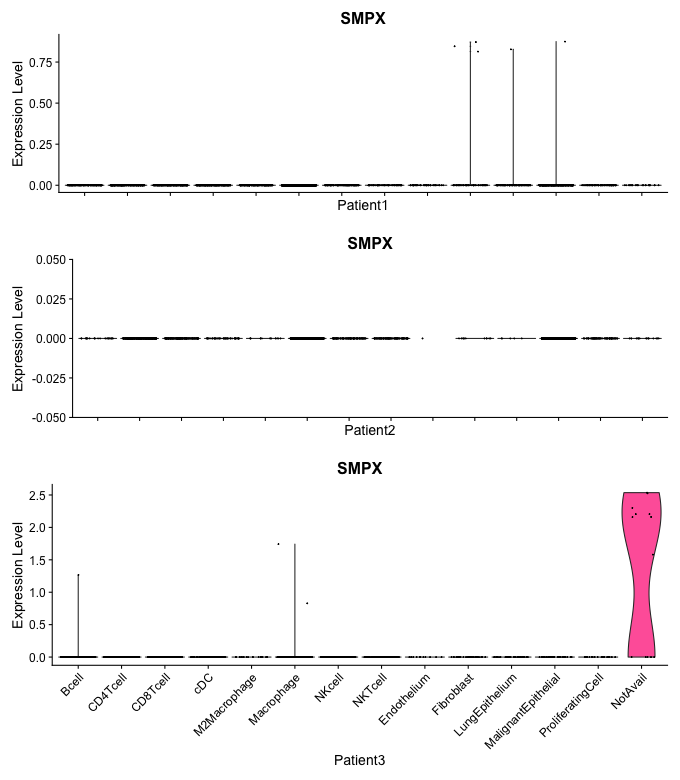 SMPX
Expression Level
0.75
0.50
0.25
0.00
Patient1
SMPX
Expression Level
0.050
0.025
0.000
-0.025
-0.050
Patient2
SMPX
Expression Level
2.5
2.0
1.5
1.0
0.5
0.0
Bcell
CD4Tcell
CD8Tcell
cDC
M2Macrophage
Macrophage
NKcell
NKTcell
Endothelium
Fibroblast
LungEpithelium
MalignantEpithelial
ProliferatingCell
NotAvail
Patient3